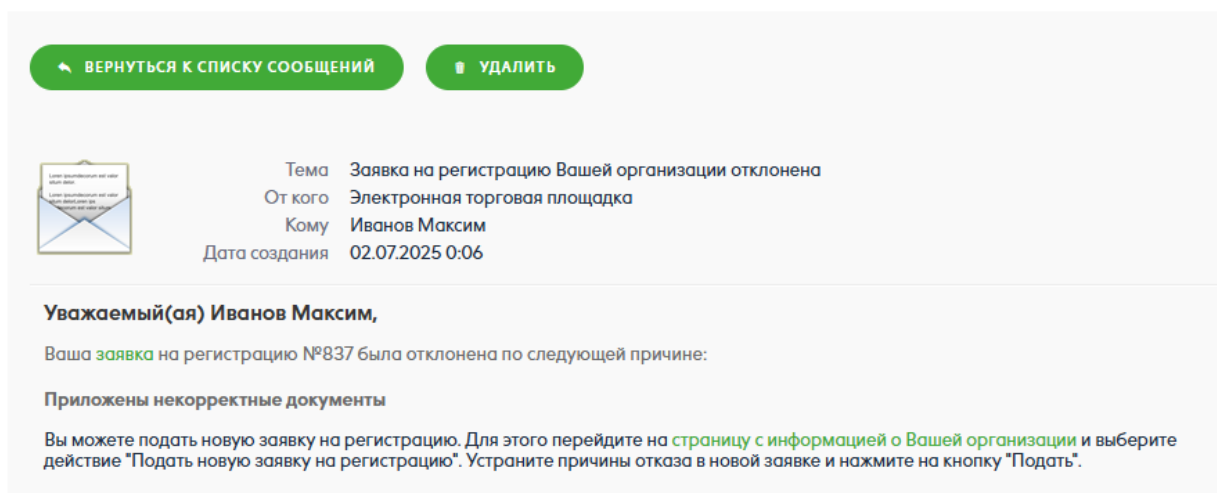 ВЕРНУТЬСЯ К СПИСКУ СООБЩЕНИЙ УДАЛИТЬ
Тема Заявка на регистрацию Вашей организации отклонена
От кого Электронная торговая площадка
Кому Иванов Максим
Дата создания 02.07.2025 0:06
Уважаемый(ая) Иванов Максим,
Ваша заявка на регистрацию №837 была отклонена по следующей причине:
Приложены некорректные документы
Вы можете подать новую заявку на регистрацию. Для этого перейдите на страницу с информацией о Вашей организации и выберите
действие "Подать новую заявку на регистрацию". Устраните причины отказа в новой заявке и нажмите на кнопку "Подать".